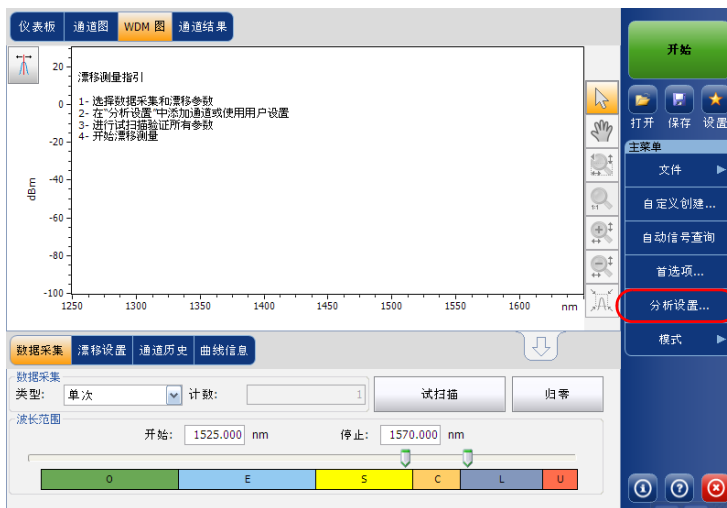 仪表板 通道图 WDM 图 通道结果
漂移测量指引
1- 选择数据采集和漂移参数
2- 在“分析设置”中添加通道或使用用户设置
3- 进行试扫描验证所有参数
4- 开始漂移测量
dBm
20
0
-20
-40
-60
-80
-100
1250 1300 1350 1400 1450 1500 1550 1600 nm
1:1
开始
打开 保存 设置
主菜单
文件
自定义创建...
自动信号查询
首选项...
分析设置...
模式
数据采集 漂移设置 通道历史 曲线信息
数据采集
类型: 单次 计数: 1 试扫描 归零
波长范围
开始: 1525.000 nm 停止: 1570.000 nm
O E S C L U